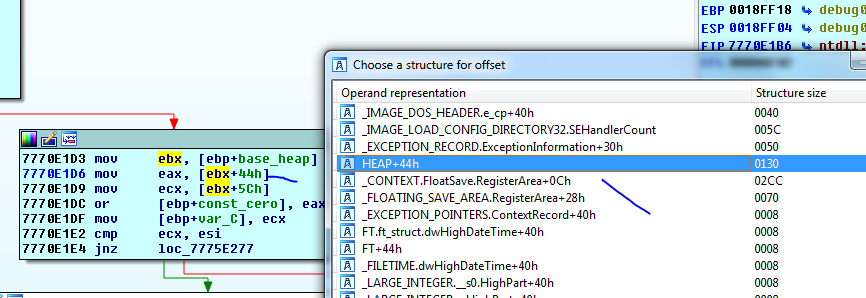 EBP 0018FF18 debug0
ESP 0018FF04 debug0
EIP 7770E1B6 ntdll:
Choose a structure for offset
Operand representation Structure size
_IMAGE_DOS_HEADER.e_cp+40h 0040
_IMAGE_LOAD_CONFIG_DIRECTORY32.SEHandlerCount 005C
_EXCEPTION_RECORD.ExceptionInformation+30h 0050
HEAP+44h 0130
_CONTEXT.FloatSave.RegisterArea+0Ch 02CC
_FLOATING_SAVE_AREA.RegisterArea+28h 0070
_EXCEPTION_POINTERS.ContextRecord+40h 0008
FT.ft_struct.dwHighDateTime+40h 0008
FT+44h 0008
_FILETIME.dwHighDateTime+40h 0008
_LARGE_INTEGER.__s0.HighPart+40h 0008
7770E1D3 mov ebx, [ebp+base_heap]
7770E1D6 mov eax, [ebx+44h]
7770E1D9 mov ecx, [ebx+5Ch]
7770E1DC or [ebp+const_cero], eax
7770E1DF mov [ebp+var_C], ecx
7770E1E2 cmp ecx, esi
7770E1E4 jnz loc_7775E277